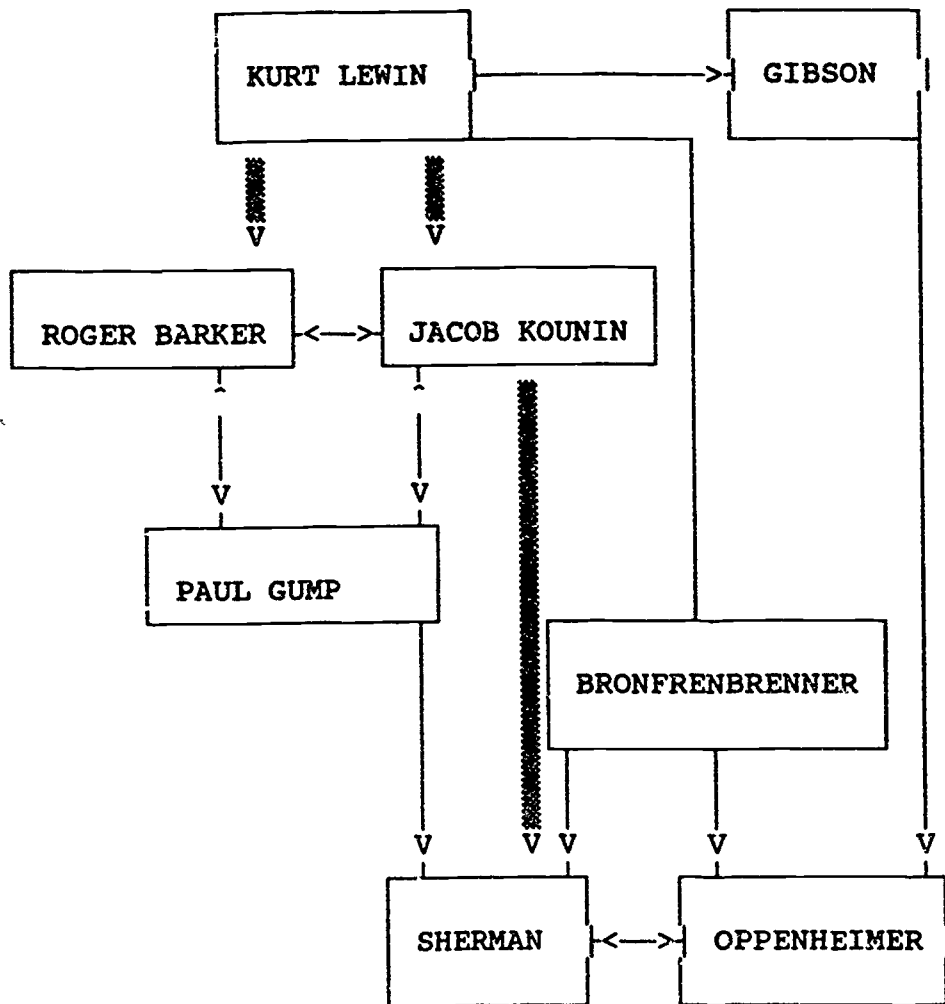 KURT LEWIN
GIBSON
ROGER BARKER
JACOB KOUNIN
PAUL GUMP
BRONFRENBRENNER
SHERMAN
OPPENHEIMER